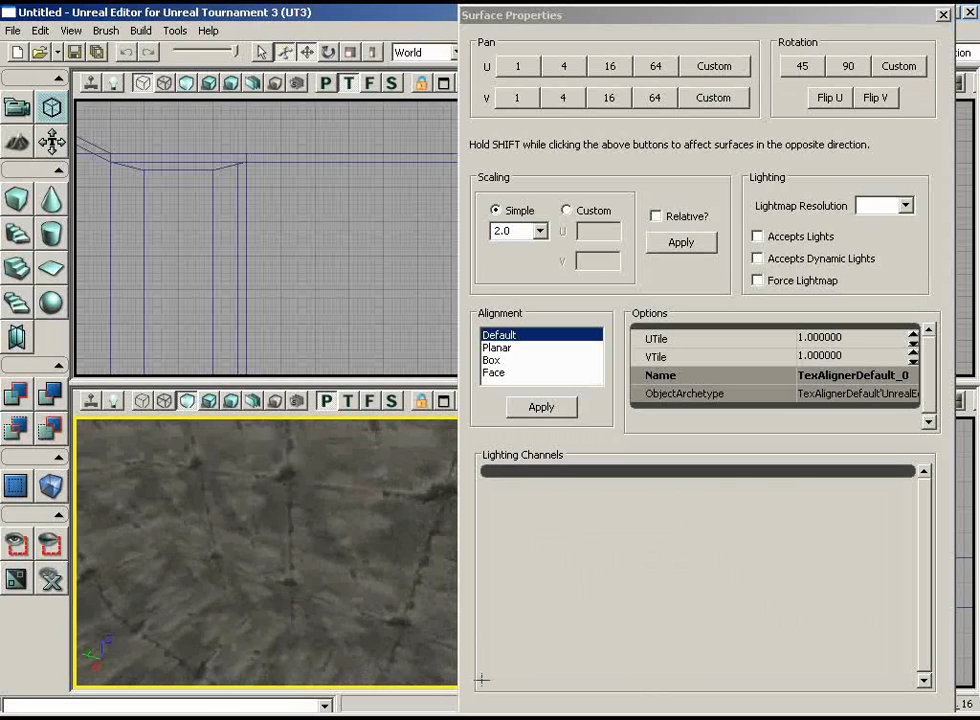 Untitled - Unreal Editor for Unreal Tournament 3 (UT3)
File Edit View Brush Build Tools Help
World
P T F S
P T F S
Surface Properties
Pan
U 1 4 16 64 Custom
V 1 4 16 64 Custom
Rotation
45 90 Custom
Flip U Flip V
Hold SHIFT while clicking the above buttons to affect surfaces in the opposite direction.
Scaling
Simple Custom
2.0 U
V
Relative?
Apply
Lighting
Lightmap Resolution
Accepts Lights
Accepts Dynamic Lights
Force Lightmap
Alignment
Default
Planar
Box
Face
Apply
Options
UTile 1.000000
VTile 1.000000
Name TexAlignerDefault_0
ObjectArchetype TexAlignerDefault'UnrealE
Lighting Channels
16